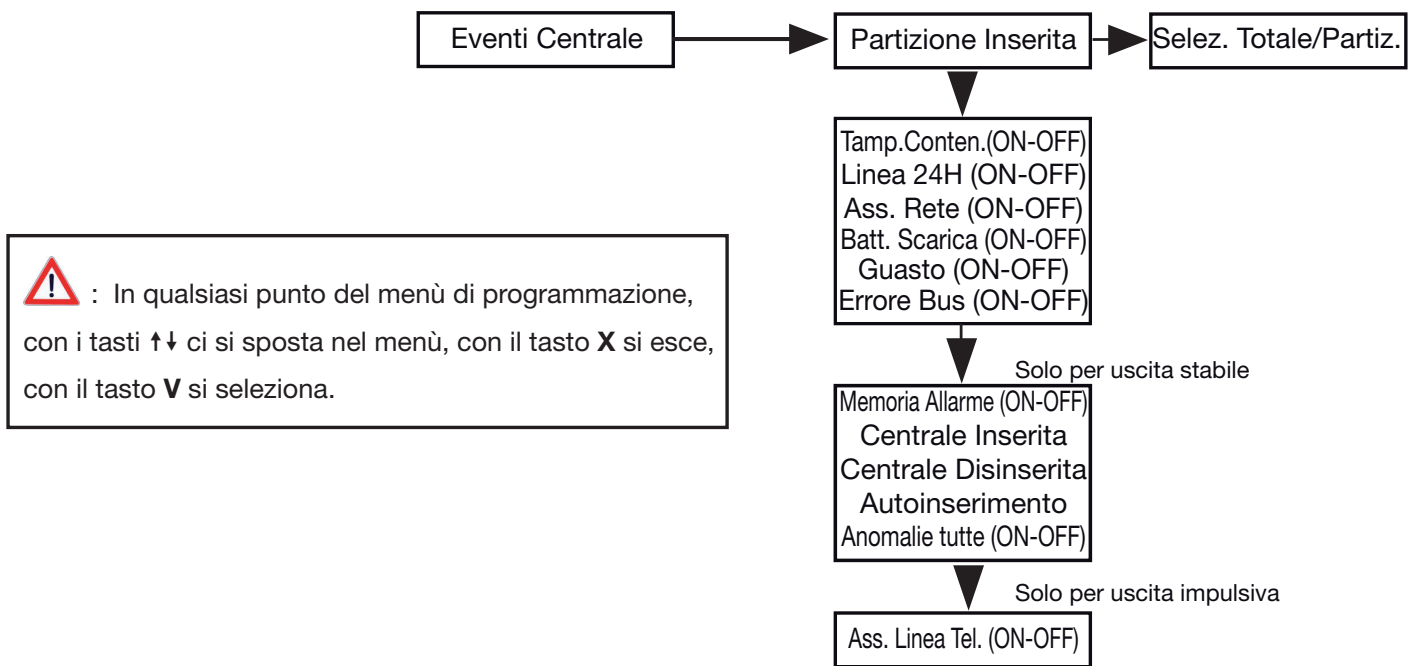 Eventi Centrale
Partizione Inserita
Selez. Totale/Partiz.
Tamp.Conten.(ON-OFF)
Linea 24H (ON-OFF)
Ass. Rete (ON-OFF)
Batt. Scarica (ON-OFF)
Guasto (ON-OFF)
Errore Bus (ON-OFF)
! : In qualsiasi punto del menù di programmazione,
con i tasti ↑↓ ci si sposta nel menù, con il tasto X si esce,
con il tasto V si seleziona.
Solo per uscita stabile
Memoria Allarme (ON-OFF)
Centrale Inserita
Centrale Disinserita
Autoinserimento
Anomalie tutte (ON-OFF)
Solo per uscita impulsiva
Ass. Linea Tel. (ON-OFF)